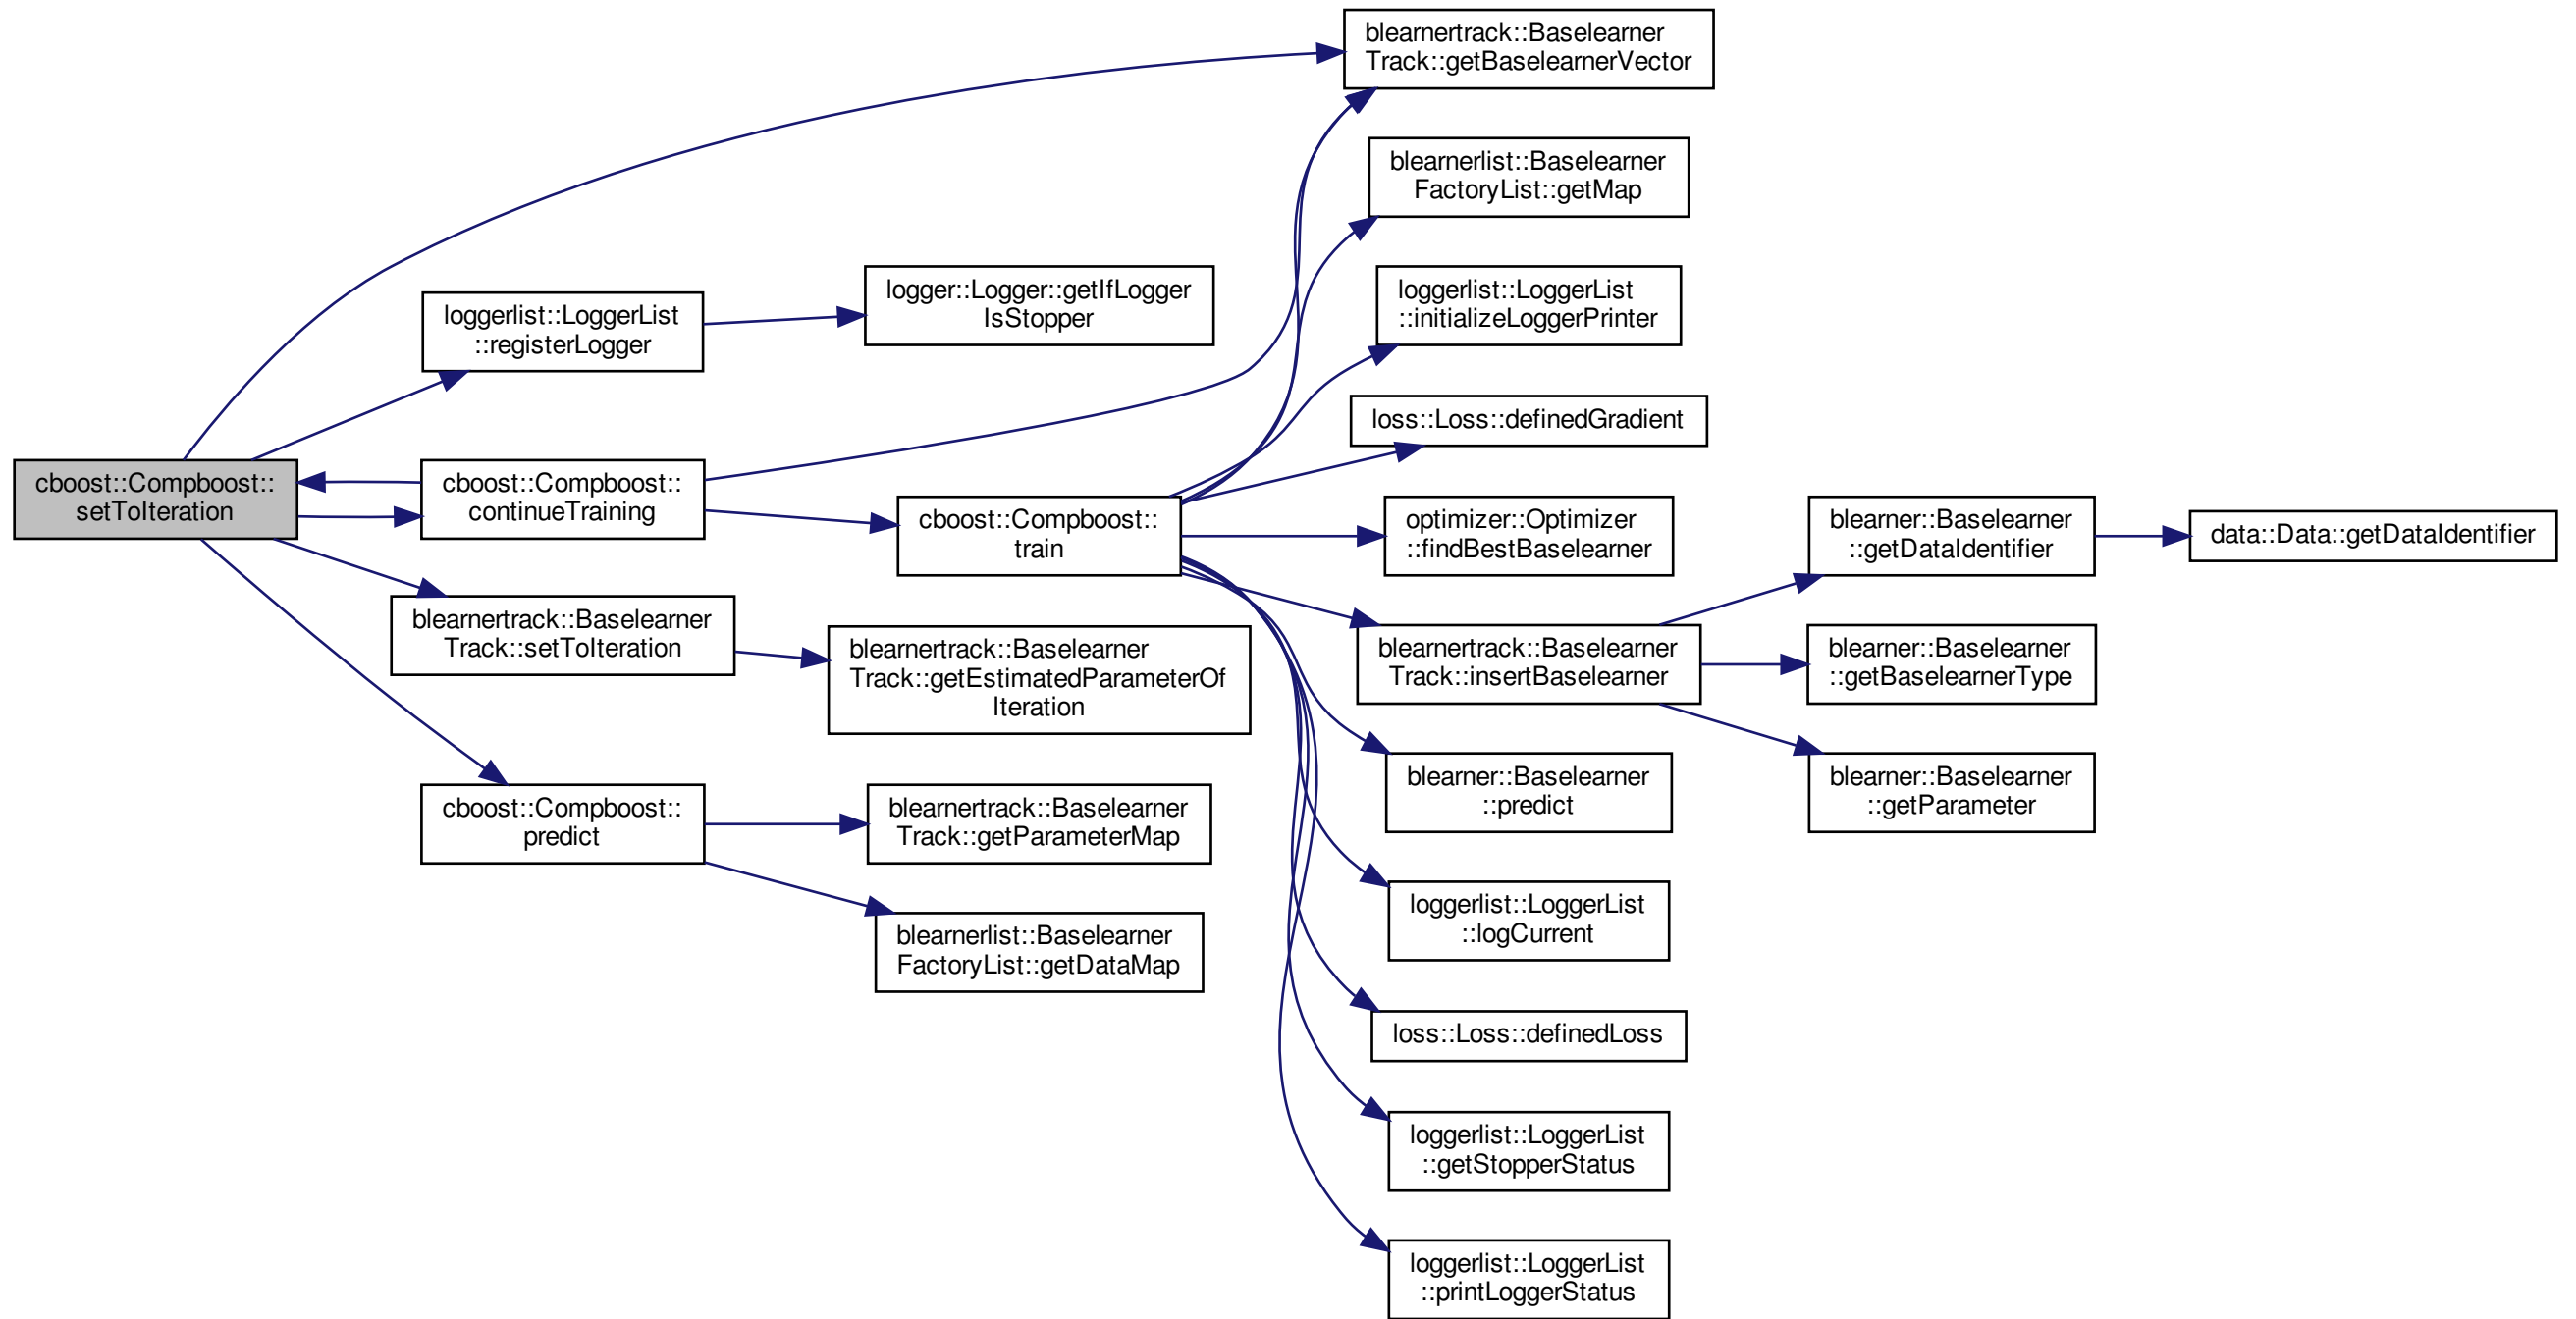 blearnertrack::Baselearner
Track::getBaselearnerVector
blearnerlist::Baselearner
FactoryList::getMap
loggerlist::LoggerList
::registerLogger
logger::Logger::getIfLogger
IsStopper
loggerlist::LoggerList
::initializeLoggerPrinter
loss::Loss::definedGradient
cboost::Compboost::
setToIteration
cboost::Compboost::
continueTraining
cboost::Compboost::
train
optimizer::Optimizer
::findBestBaselearner
blearner::Baselearner
::getDataIdentifier
data::Data::getDataIdentifier
blearnertrack::Baselearner
Track::setToIteration
blearnertrack::Baselearner
Track::getEstimatedParameterOf
Iteration
blearnertrack::Baselearner
Track::insertBaselearner
blearner::Baselearner
::getBaselearnerType
cboost::Compboost::
predict
blearnertrack::Baselearner
Track::getParameterMap
blearner::Baselearner
::predict
blearner::Baselearner
::getParameter
blearnerlist::Baselearner
FactoryList::getDataMap
loggerlist::LoggerList
::logCurrent
loss::Loss::definedLoss
loggerlist::LoggerList
::getStopperStatus
loggerlist::LoggerList
::printLoggerStatus